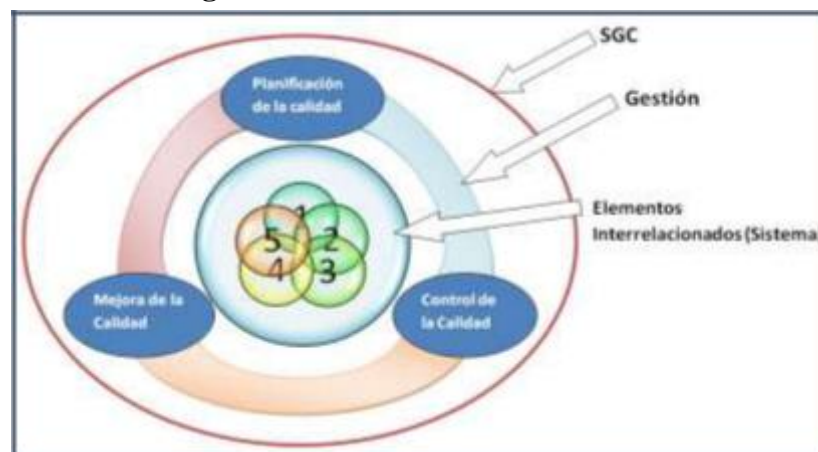 SGC
Planificación
de la calidad
Gestión
Elementos
Interrelacionados (Sistema
1
5
2
4
3
Mejora de la
Calidad
Control de
la Calidad